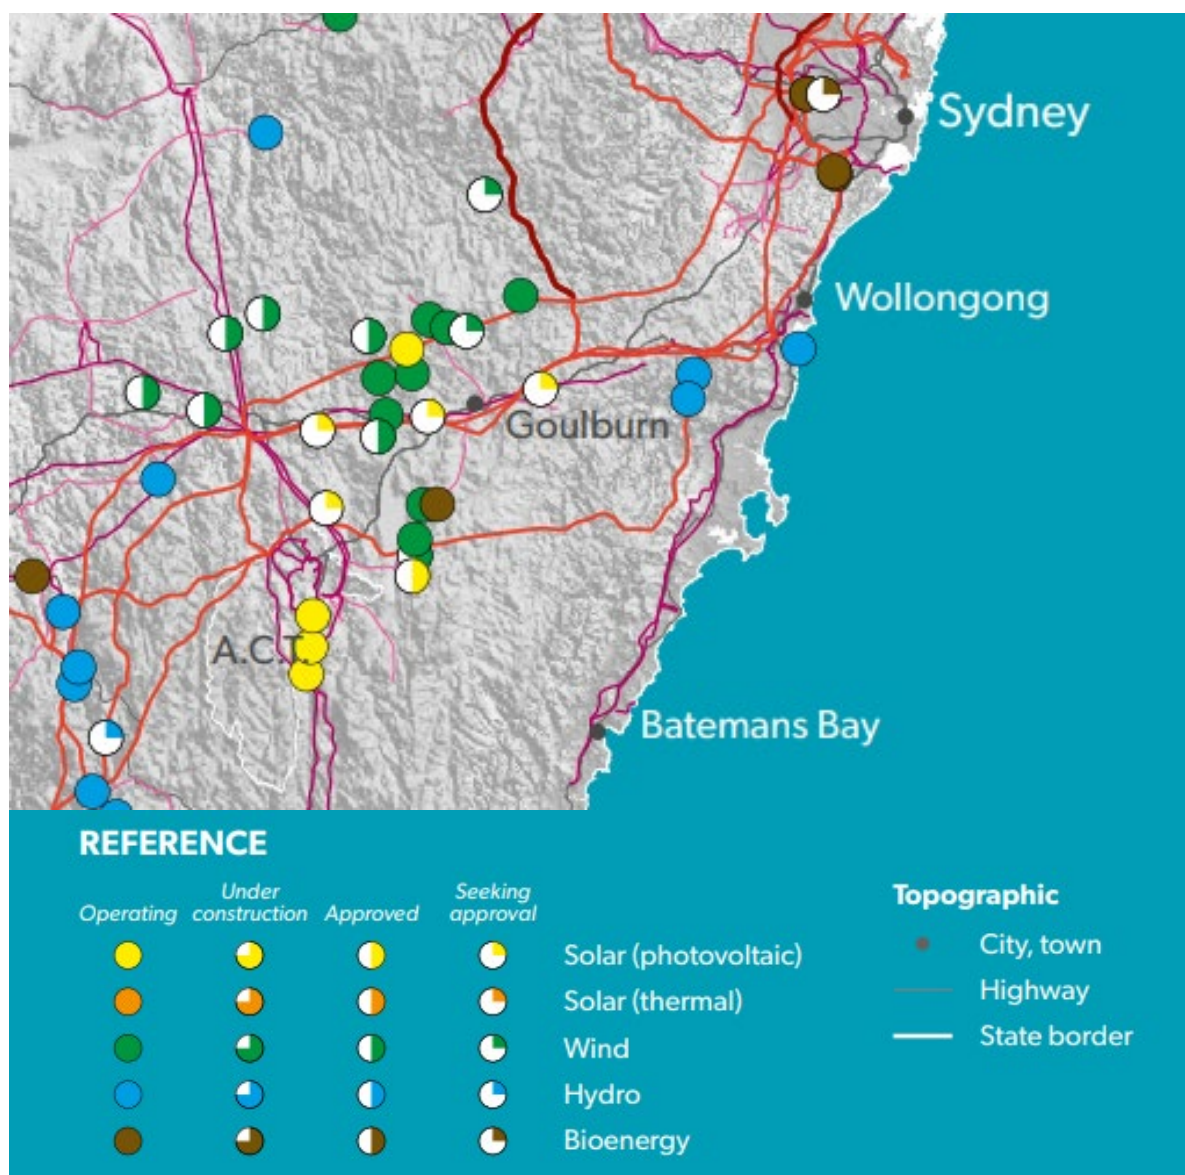 Sydney
Wollongong
Goulburn
A.C.T.
Batemans Bay
REFERENCE
Operating
Under
construction
Approved
Seeking
approval
Solar (photovoltaic)
Solar (thermal)
Wind
Hydro
Bioenergy
Topographic
City, town
Highway
State border